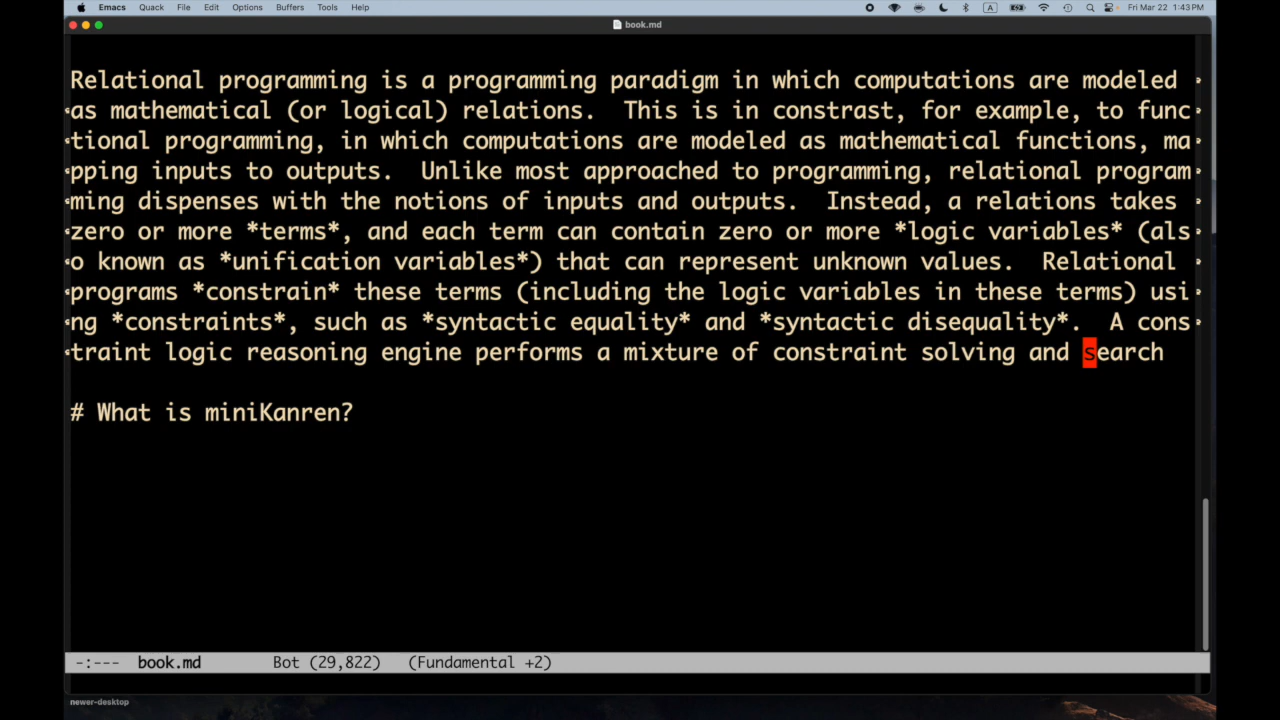 Emacs Quack File Edit Options Buffers Tools Help Fri Mar 22 1:43 PM
book.md
Relational programming is a programming paradigm in which computations are modeled
as mathematical (or logical) relations.  This is in constrast, for example, to func
tional programming, in which computations are modeled as mathematical functions, ma
pping inputs to outputs.  Unlike most approached to programming, relational program
ming dispenses with the notions of inputs and outputs.  Instead, a relations takes
zero or more *terms*, and each term can contain zero or more *logic variables* (als
o known as *unification variables*) that can represent unknown values.  Relational
programs *constrain* these terms (including the logic variables in these terms) usi
ng *constraints*, such as *syntactic equality* and *syntactic disequality*.  A cons
traint logic reasoning engine performs a mixture of constraint solving and search
# What is miniKanren?
-:---  book.md      Bot (29,822)  (Fundamental +2)
newer-desktop